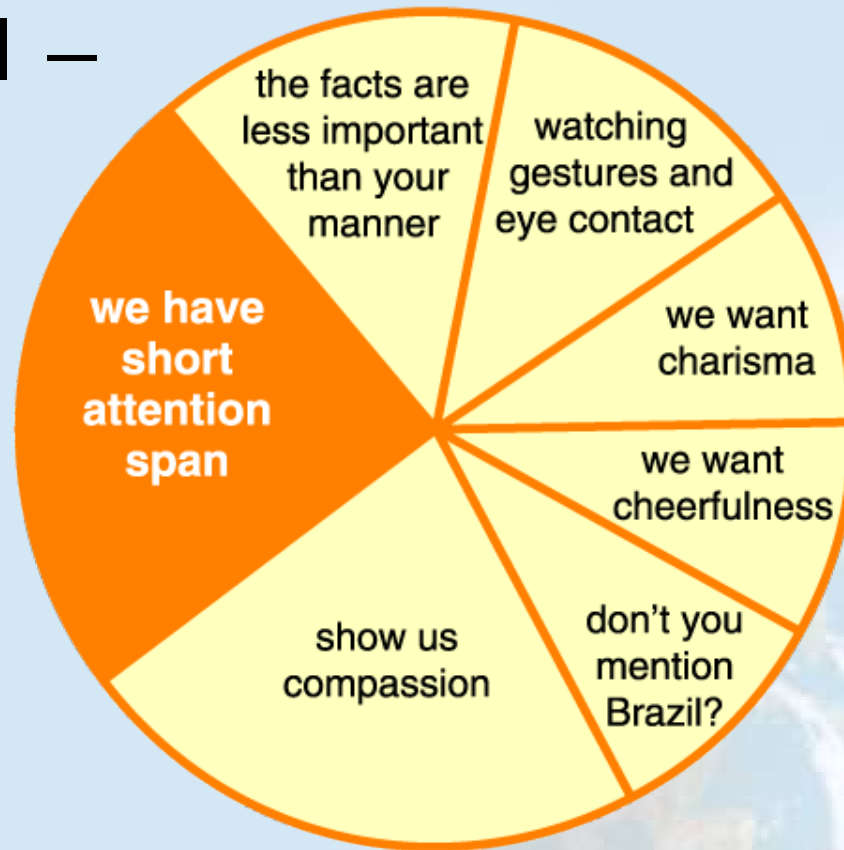 –
the facts are
less important
than your
manner
watching
gestures and
eye contact
we want
charisma
we have
short
attention
span
we want
cheerfulness
don't you
mention
Brazil?
show us
compassion